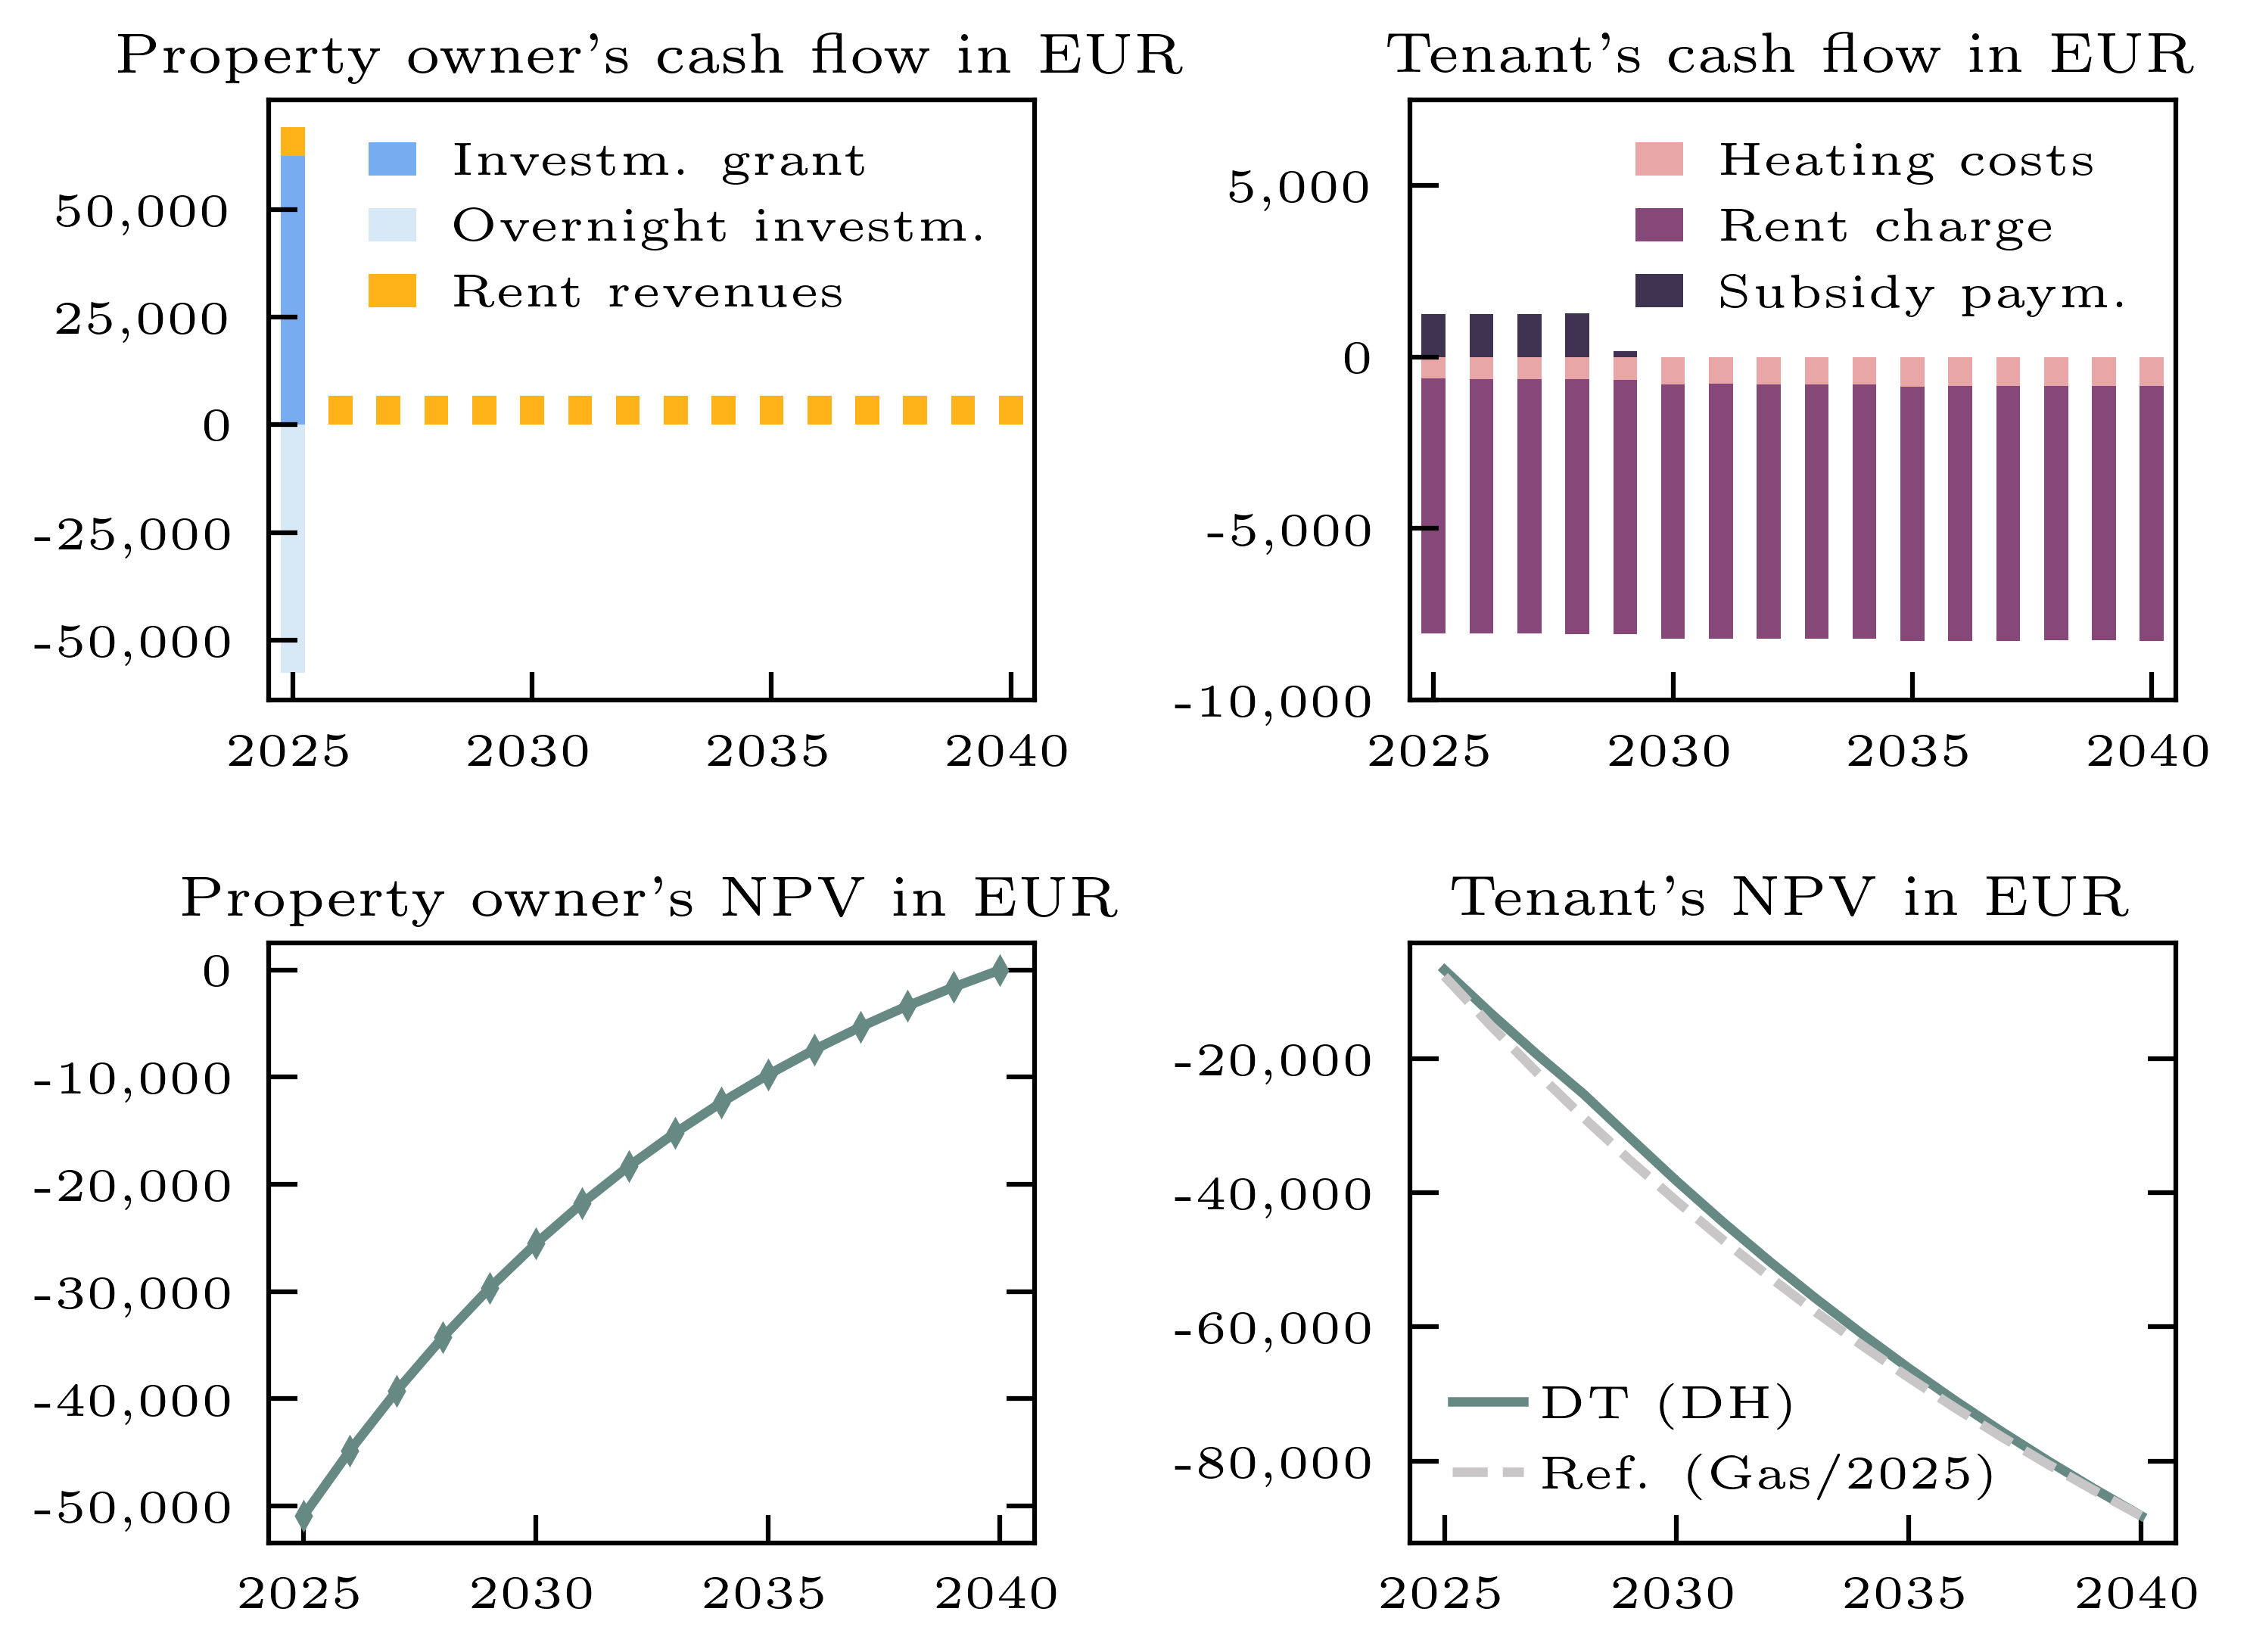 Property owner's cash flow in EUR
Investm. grant
Overnight investm.
Rent revenues
50,000
25,000
0
-25,000
-50,000
2025 2030 2035 2040
Tenant's cash flow in EUR
Heating costs
Rent charge
Subsidy paym.
5,000
0
-5,000
-10,000
2025 2030 2035 2040
Property owner's NPV in EUR
0
-10,000
-20,000
-30,000
-40,000
-50,000
2025 2030 2035 2040
Tenant's NPV in EUR
-20,000
-40,000
-60,000
-80,000
DT (DH)
Ref. (Gas/2025)
2025 2030 2035 2040